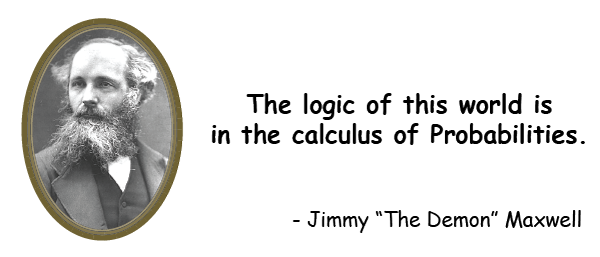 The logic of this world is
in the calculus of Probabilities.
- Jimmy “The Demon” Maxwell